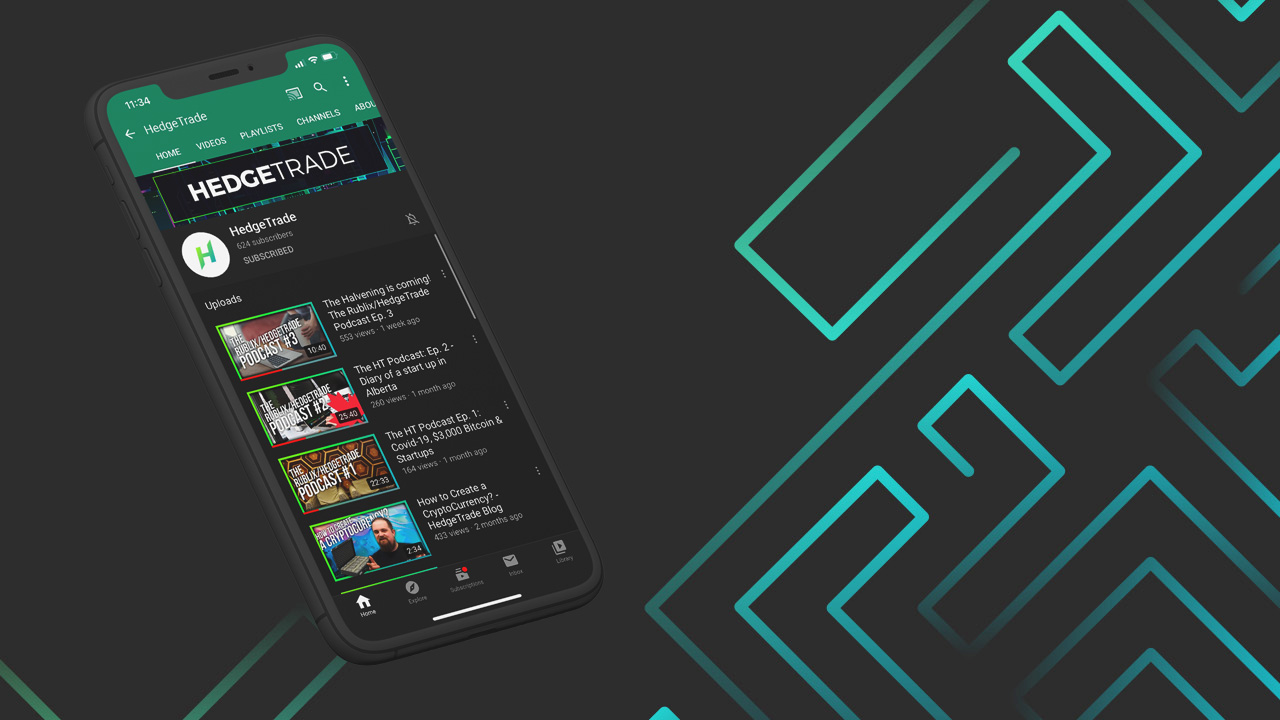 11:34
HedgeTrade
HOME VIDEOS PLAYLISTS CHANNELS ABOU
HEDGETRADE
H
HedgeTrade
624 subscribers
SUBSCRIBED
Uploads
THE
RUBLIX/HEDGETRADE
PODCAST #3
10:40
The Halvening is coming!
The Rublix/HedgeTrade
Podcast Ep. 3
553 views · 1 week ago
THE
RUBLIX/HEDGETRADE
PODCAST #2
25:40
The HT Podcast: Ep. 2 -
Diary of a start up in
Alberta
260 views · 1 month ago
THE
RUBLIX/HEDGETRADE
PODCAST #1
22:33
The HT Podcast Ep. 1:
Covid-19, $3,000 Bitcoin &
Startups
164 views · 1 month ago
HOW TO CREATE
A CRYPTOCURENCY?
2:34
How to Create a
CryptoCurrency? -
HedgeTrade Blog
433 views · 2 months ago
Home Explore Subscriptions Inbox Library